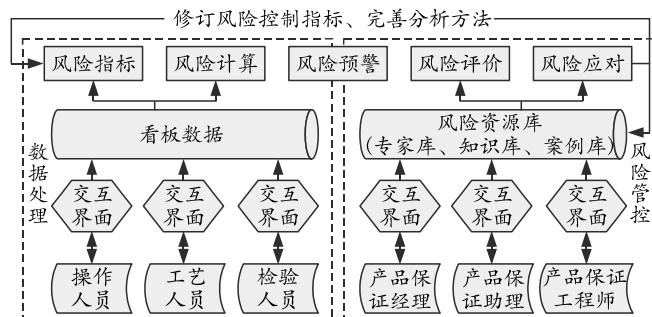 修订风险控制指标、完善分析方法
风险指标
风险计算
风险预警
风险评价
风险应对
看板数据
风险资源库
(专家库、知识库、案例库)
数据处理
风险管控
交互
界面
交互
界面
交互
界面
交互
界面
交互
界面
交互
界面
操作
人员
工艺
人员
检验
人员
产品保
证经理
产品保
证助理
产品保证
工程师